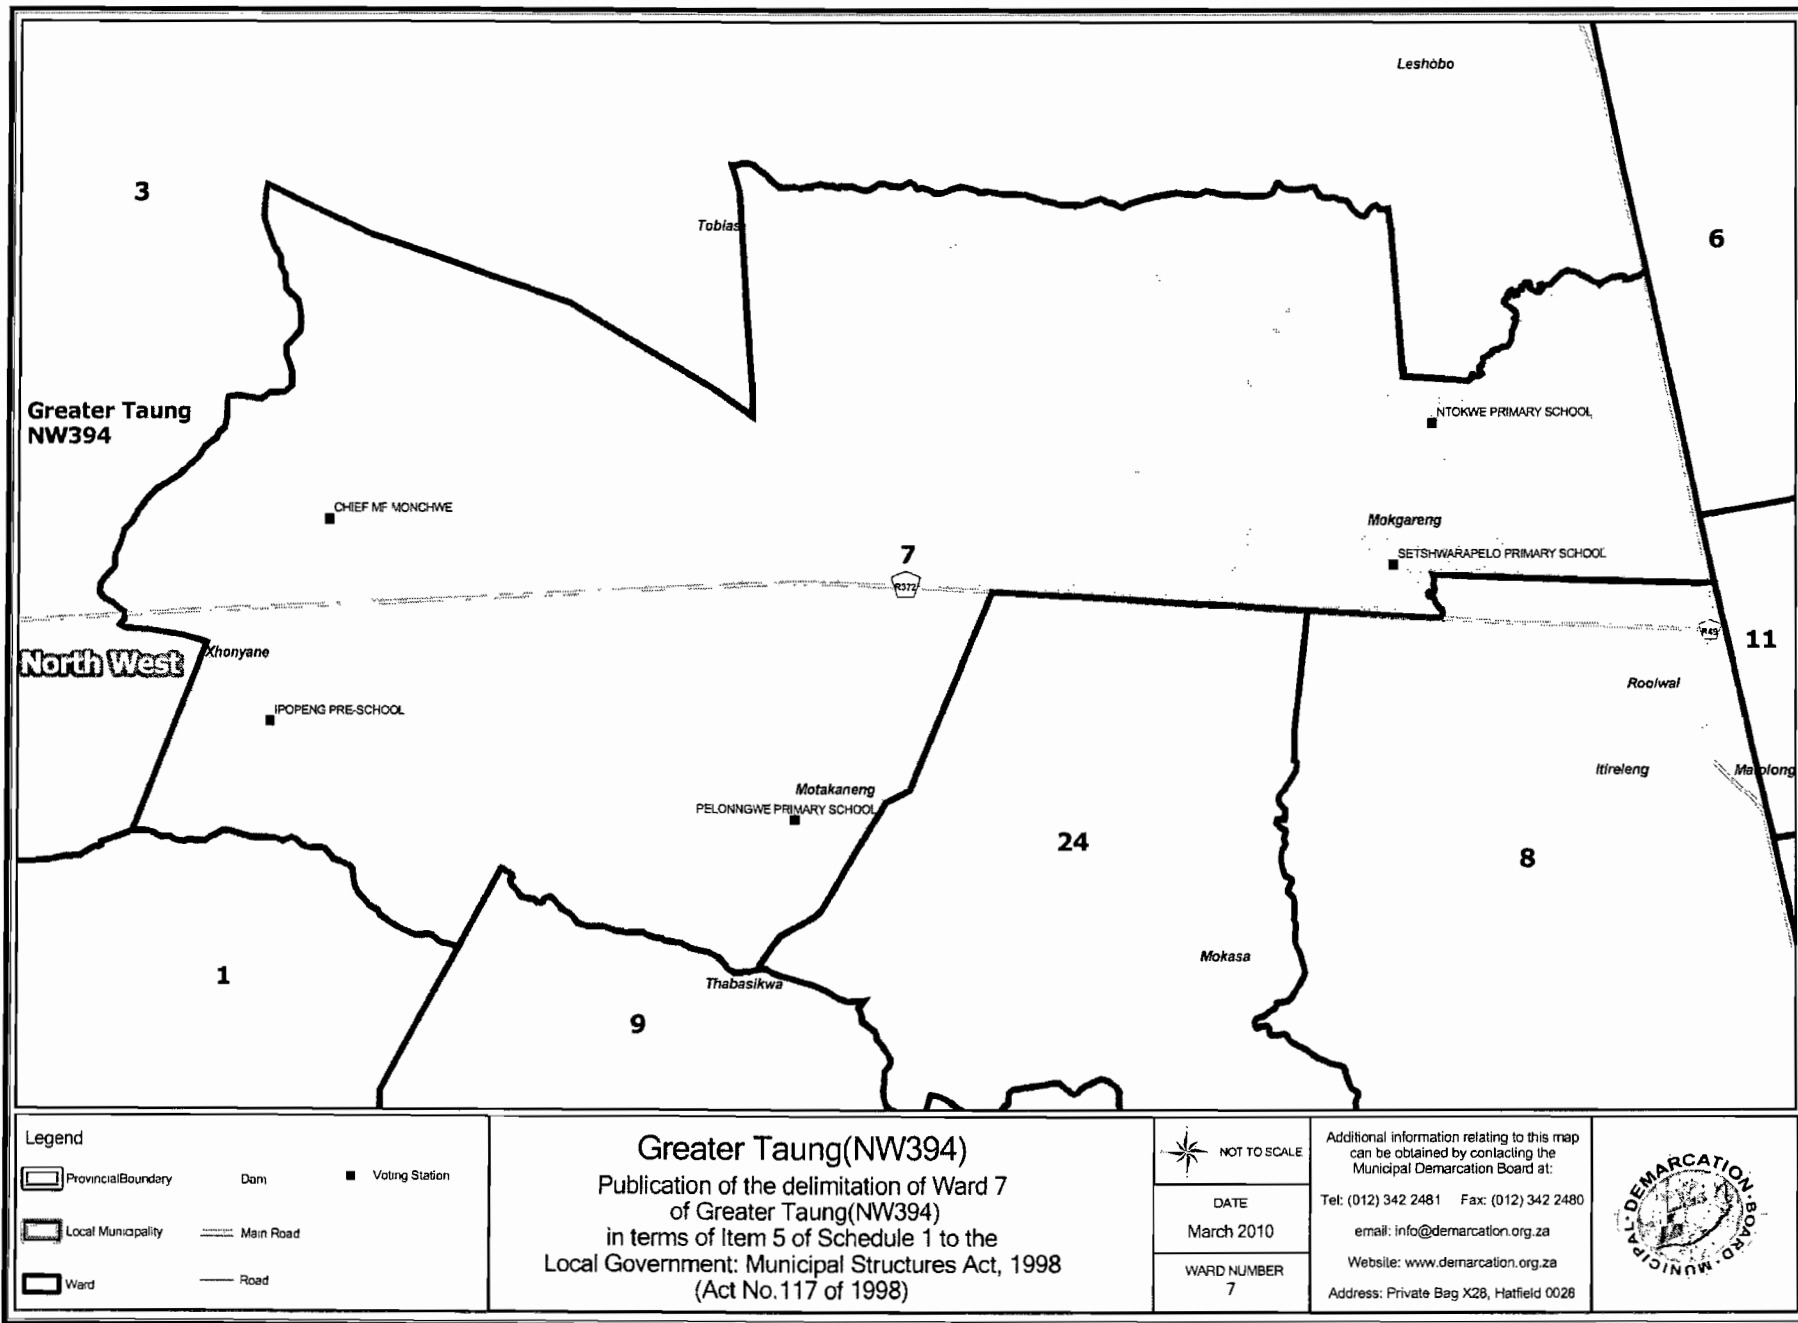 Leshobo
3
Tobias
6
Greater Taung
NW394
NTOKWE PRIMARY SCHOOL
CHIEF MF MONCHWE
Mokgareng
SETSHWARAPELO PRIMARY SCHOOL
7
R372
R49
11
North West
Xhonyane
Roolwal
IPOPENG PRE-SCHOOL
Itireleng
Motakaneng
PELONNGWE PRIMARY SCHOOL
24
8
Mokasa
1
Thabasikwa
9
Legend
ProvincialBoundary
Dam
Voting Station
Local Municipality
Main Road
Ward
Road
Greater Taung(NW394)
Publication of the delimitation of Ward 7
of Greater Taung(NW394)
in terms of Item 5 of Schedule 1 to the
Local Government: Municipal Structures Act, 1998
(Act No.117 of 1998)
NOT TO SCALE
DATE
March 2010
WARD NUMBER
7
Additional information relating to this map
can be obtained by contacting the
Municipal Demarcation Board at:
Tel: (012) 342 2481 Fax: (012) 342 2480
email: info@demarcation.org.za
Website: www.demarcation.org.za
Address: Private Bag X28, Hatfield 0028
MUNICIPAL · DEMARCATION · BOARD ·